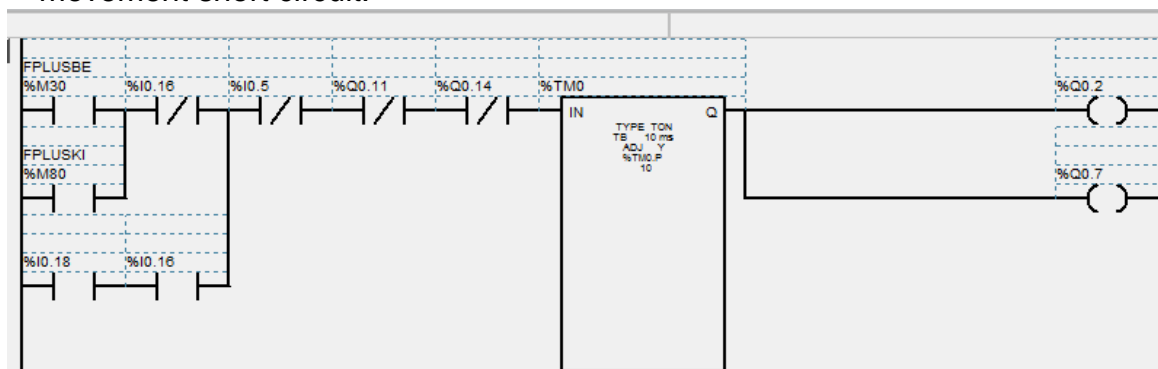 movement short circuit.
FPLUSBE
%M30 %I0.16 %I0.5 %Q0.11 %Q0.14 %TM0 %Q0.2
IN Q
TYPE TON
TB 10 ms
ADJ Y
%TM0.P
10
FPLUSKI
%M80 %Q0.7
%I0.18 %I0.16